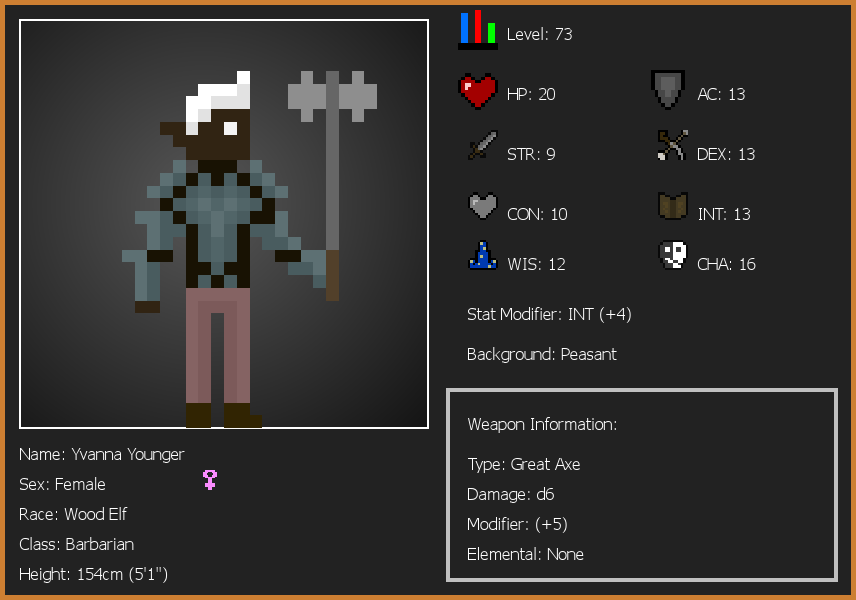 Level: 73
HP: 20
AC: 13
STR: 9
DEX: 13
CON: 10
INT: 13
WIS: 12
CHA: 16
Stat Modifier: INT (+4)
Background: Peasant
Weapon Information:
Type: Great Axe
Damage: d6
Modifier: (+5)
Elemental: None
Name: Yvanna Younger
Sex: Female
Race: Wood Elf
Class: Barbarian
Height: 154cm (5'1")